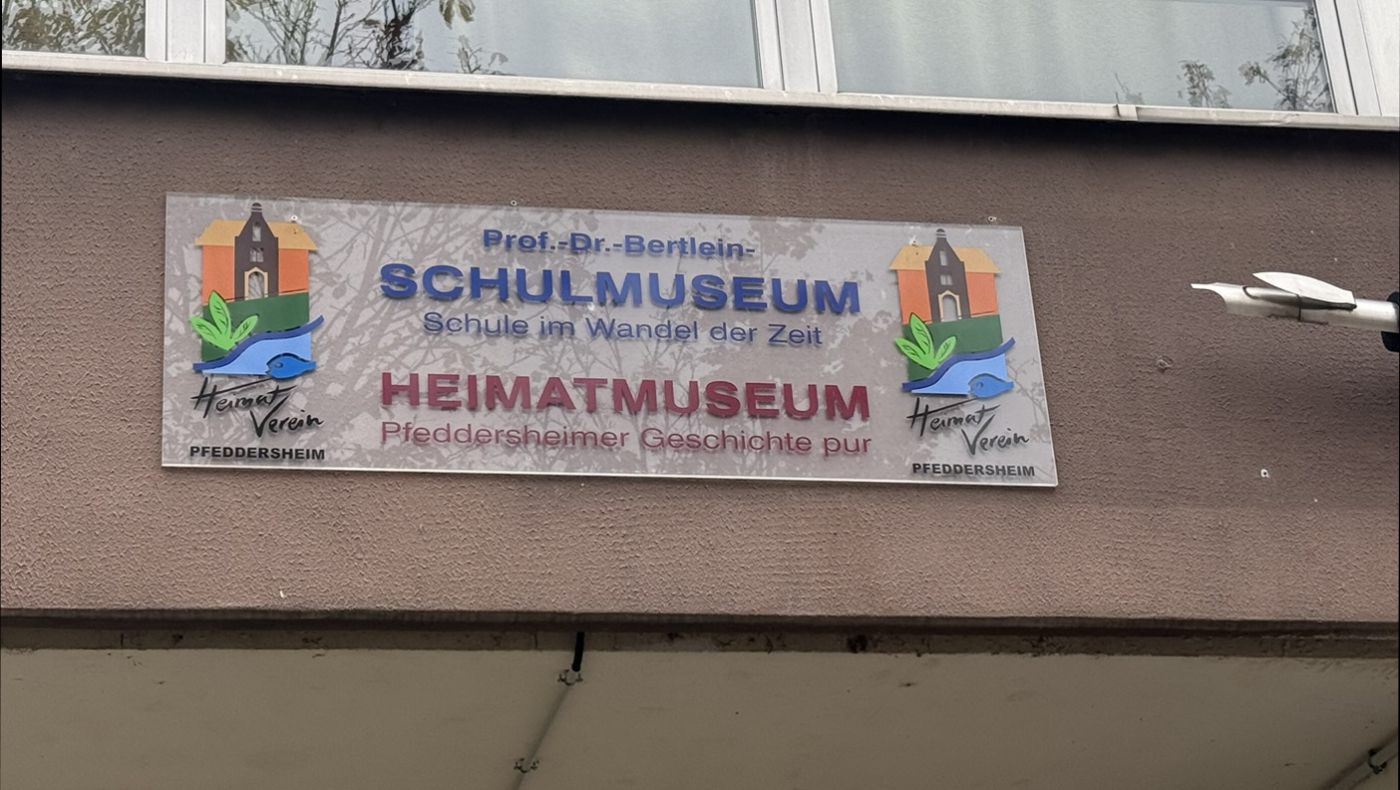 Prof.-Dr.-Bertlein-
SCHULMUSEUM
Schule im Wandel der Zeit
HEIMATMUSEUM
Pfeddersheimer Geschichte pur
Heimat
Verein
PFEDDERSHEIM
Heimat
Verein
PFEDDERSHEIM